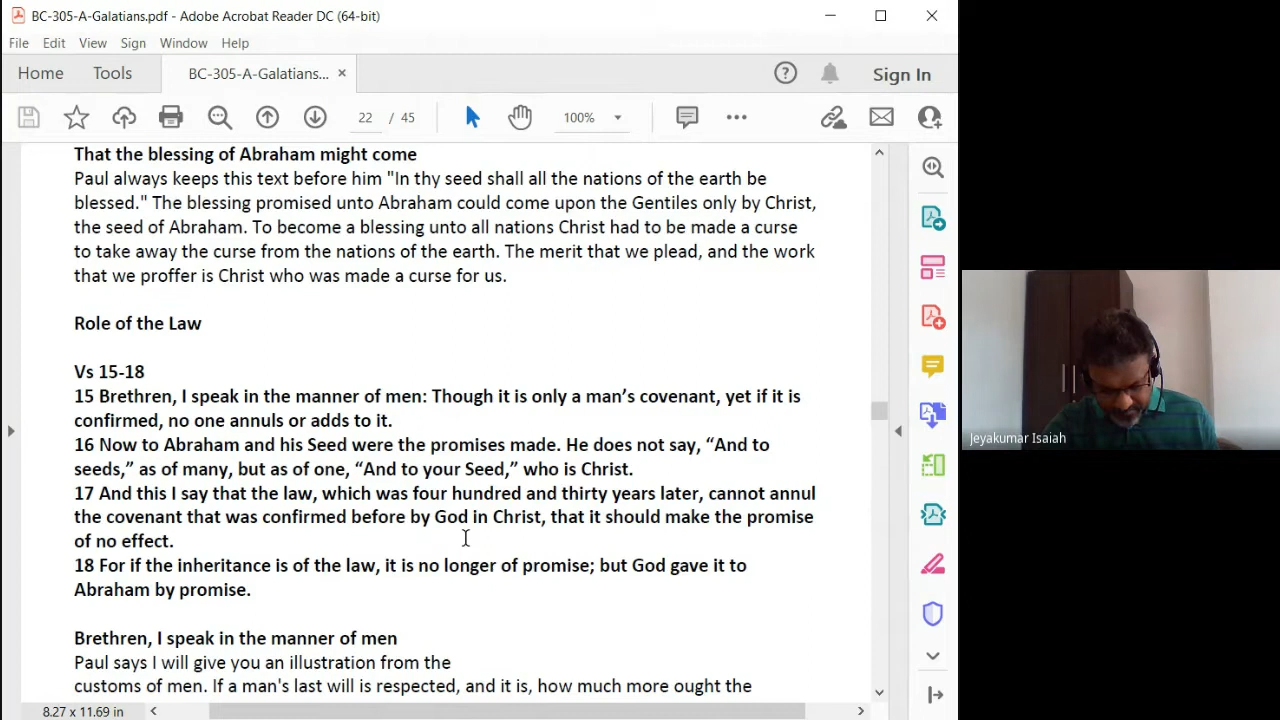 BC-305-A-Galatians.pdf - Adobe Acrobat Reader DC (64-bit)
File Edit View Sign Window Help
Home Tools BC-305-A-Galatians... × Sign In
22 / 45 100%
That the blessing of Abraham might come
Paul always keeps this text before him "In thy seed shall all the nations of the earth be
blessed." The blessing promised unto Abraham could come upon the Gentiles only by Christ,
the seed of Abraham. To become a blessing unto all nations Christ had to be made a curse
to take away the curse from the nations of the earth. The merit that we plead, and the work
that we proffer is Christ who was made a curse for us.
Role of the Law
Vs 15-18
15 Brethren, I speak in the manner of men: Though it is only a man’s covenant, yet if it is
confirmed, no one annuls or adds to it.
16 Now to Abraham and his Seed were the promises made. He does not say, “And to
seeds,” as of many, but as of one, “And to your Seed,” who is Christ.
17 And this I say that the law, which was four hundred and thirty years later, cannot annul
the covenant that was confirmed before by God in Christ, that it should make the promise
of no effect.
18 For if the inheritance is of the law, it is no longer of promise; but God gave it to
Abraham by promise.
Brethren, I speak in the manner of men
Paul says I will give you an illustration from the
customs of men. If a man's last will is respected, and it is, how much more ought the
8.27 x 11.69 in
Jeyakumar Isaiah